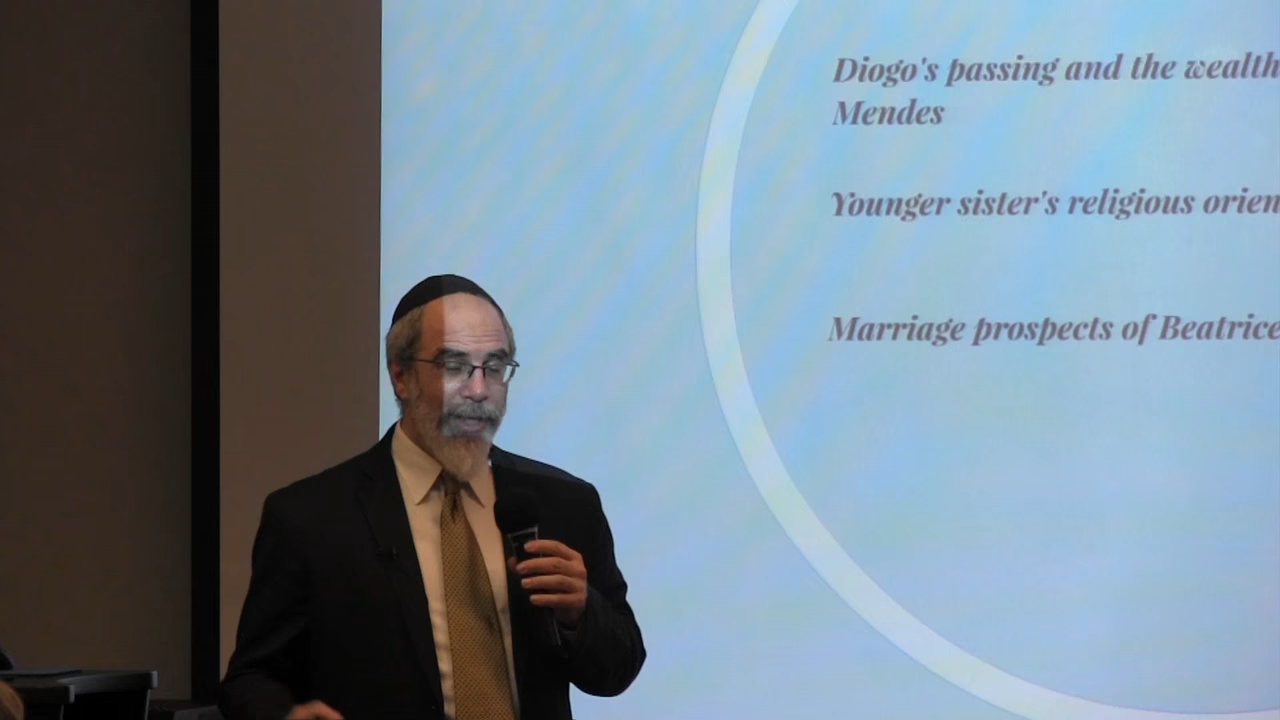 Diogo's passing and the wealth
Mendes
Younger sister's religious orien
Marriage prospects of Beatrice